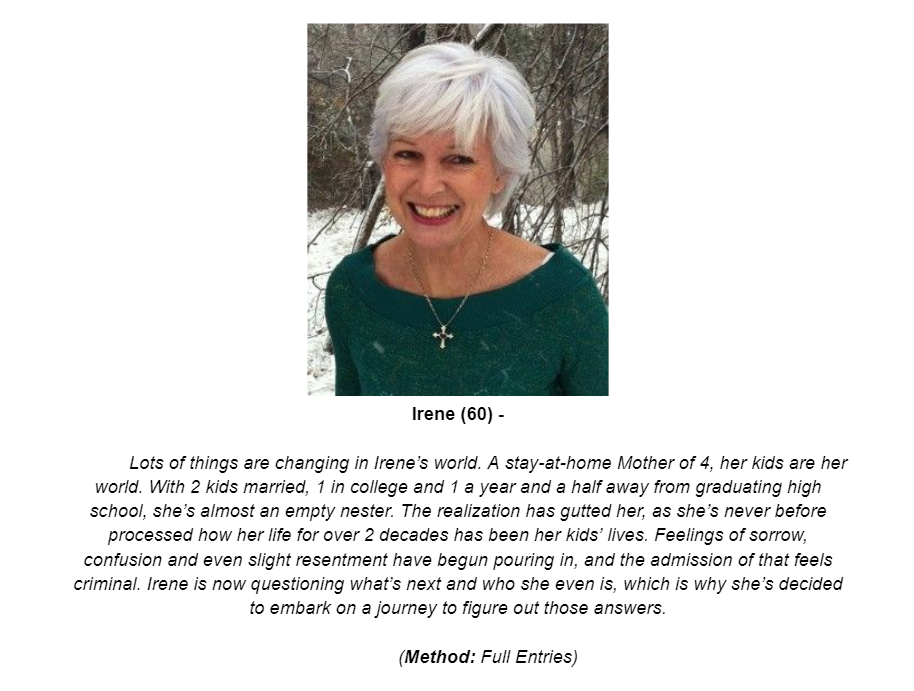 Irene (60) -
Lots of things are changing in Irene’s world. A stay-at-home Mother of 4, her kids are her
world. With 2 kids married, 1 in college and 1 a year and a half away from graduating high
school, she’s almost an empty nester. The realization has gutted her, as she’s never before
processed how her life for over 2 decades has been her kids’ lives. Feelings of sorrow,
confusion and even slight resentment have begun pouring in, and the admission of that feels
criminal. Irene is now questioning what’s next and who she even is, which is why she’s decided
to embark on a journey to figure out those answers.
(Method: Full Entries)